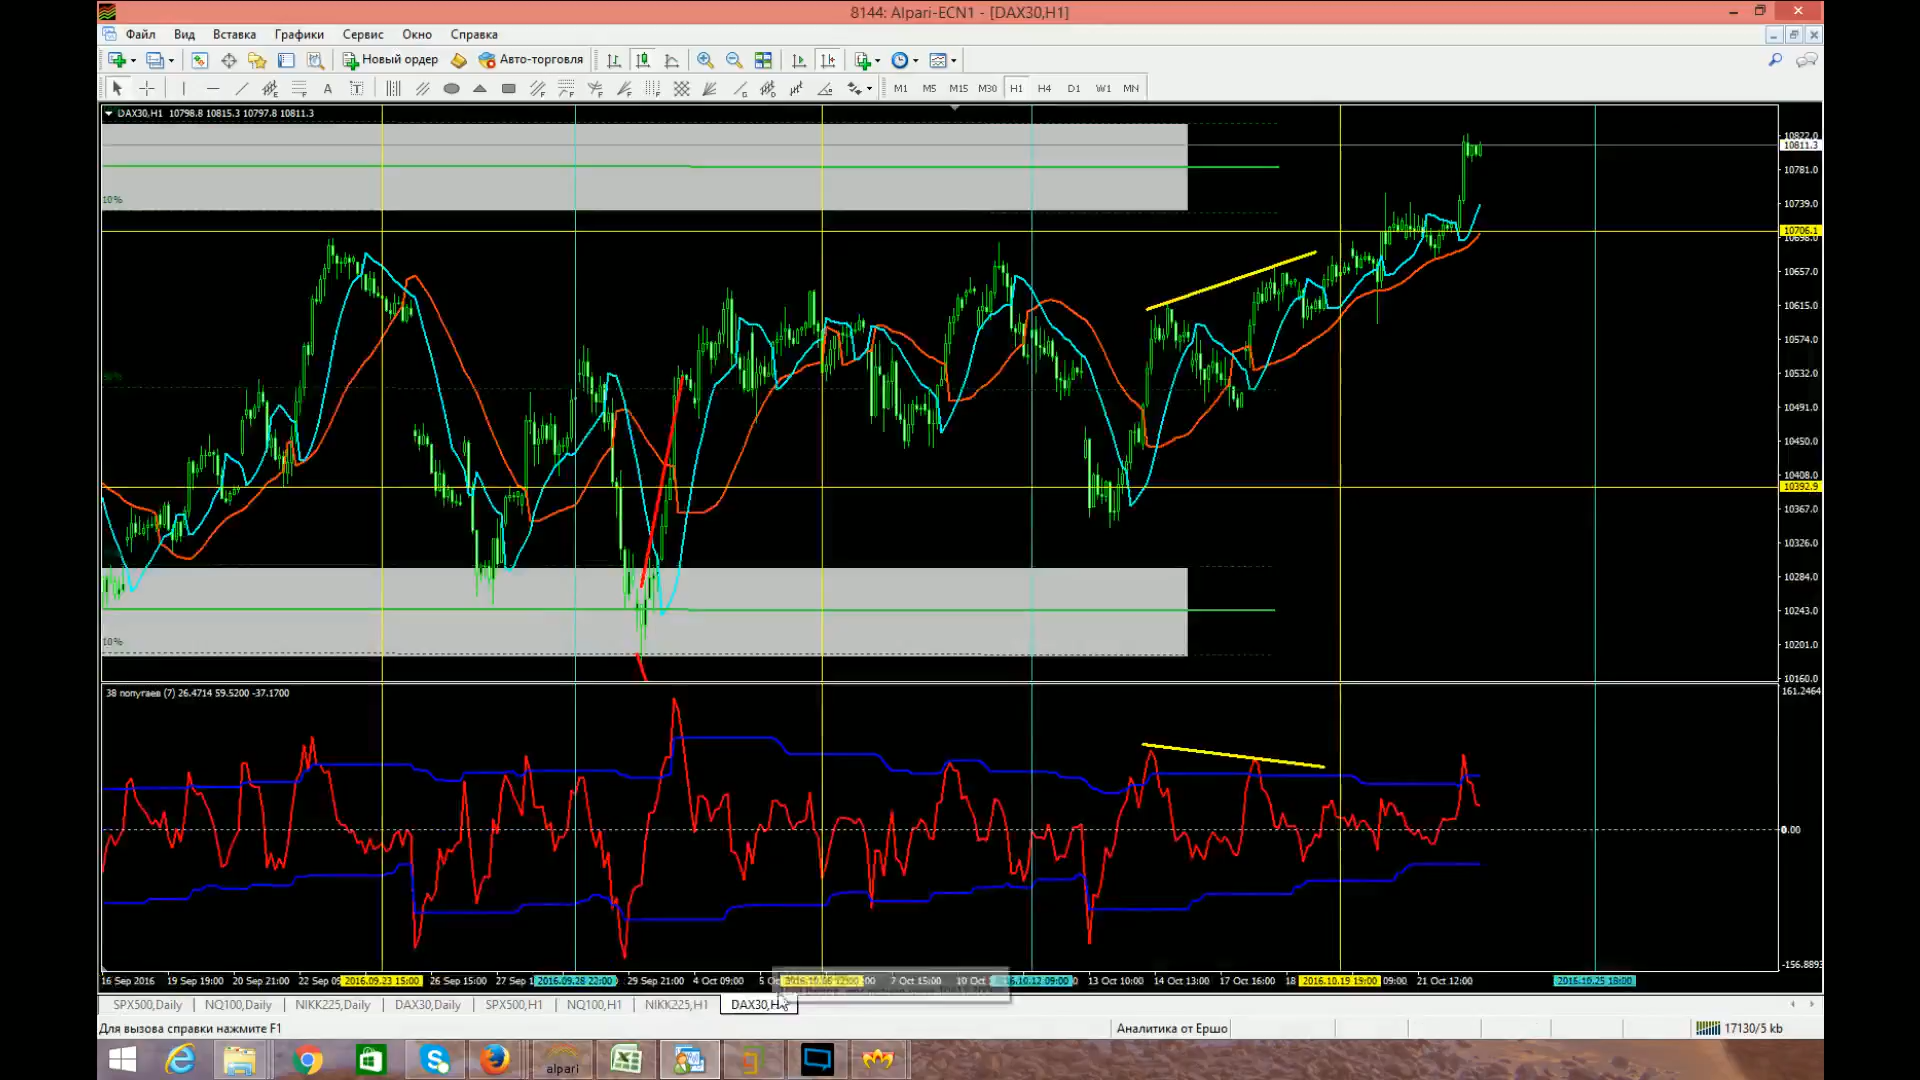 8144: Alpari-ECN1 - [DAX30,H1]
Файл Вид Вставка Графики Сервис Окно Справка
Новый ордер Авто-торговля
A T M1 M5 M15 M30 H1 H4 D1 W1 MN
DAX30,H1 10798.8 10815.3 10797.8 10811.3
10822.0
10811.3
10781.0
10%
10739.0
10706.1
10698.0
10657.0
10615.0
10574.0
10532.0
10491.0
10450.0
10408.0
10392.9
10367.0
10326.0
10284.0
10243.0
10%
10201.0
10160.0
38 попугаев (7) 26.4714 59.5200 -37.1700
161.2464
0.00
-156.8893
16 Sep 2016 19 Sep 19:00 20 Sep 21:00 22 Sep 2016.09.23 15:00 26 Sep 15:00 27 Sep 2016.09.28 22:00 29 Sep 21:00 4 Oct 09:00 7 Oct 15:00 10 Oct 13 Oct 10:00 14 Oct 13:00 17 Oct 16:00 18 2016.10.19 19:00 09:00 21 Oct 12:00 2016.10.25 18:00
SPX500,Daily NQ100,Daily NIKK225,Daily DAX30,Daily SPX500,H1 NQ100,H1 NIKK225,H1 DAX30,H1
Для вызова справки нажмите F1 Аналитика от Ершо 17130/5 kb
alpari